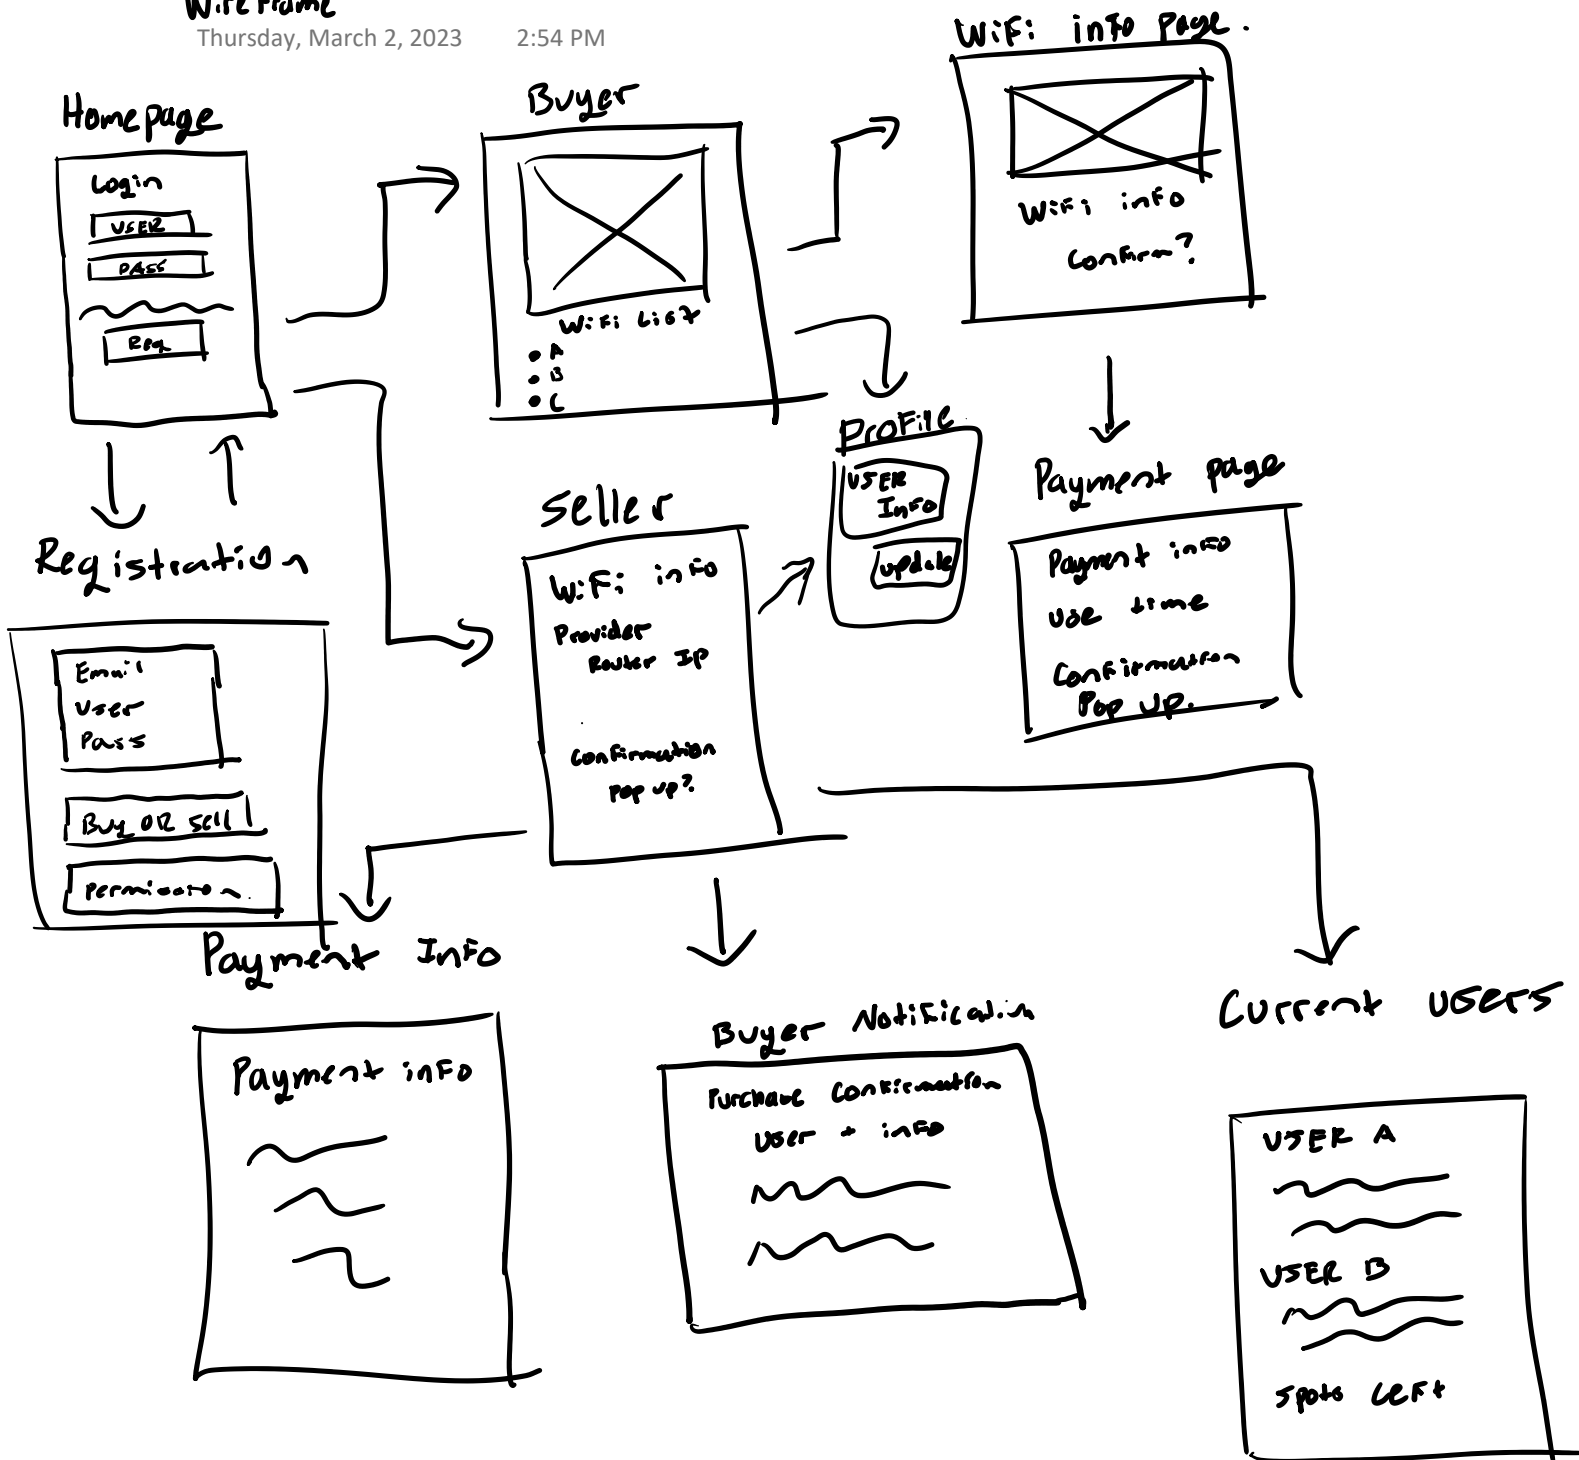 Wireframe
Thursday, March 2, 2023 2:54 PM
Homepage
Login
USER
PASS
Reg
Buyer
WiFi List
• A
• B
• C
WiFi info page.
WiFi info
Confirm?
Profile
USER
Info
update
Payment page
Payment info
Use time
Confirmation
Pop up.
Registration
Email
User
Pass
Buy OR sell
Permission
Seller
WiFi info
Provider
Router IP
Confirmation
Pop up?
Payment Info
Payment info
Buyer Notification
Purchase Confirmation
User + info
Current users
USER A
USER B
Spots Left